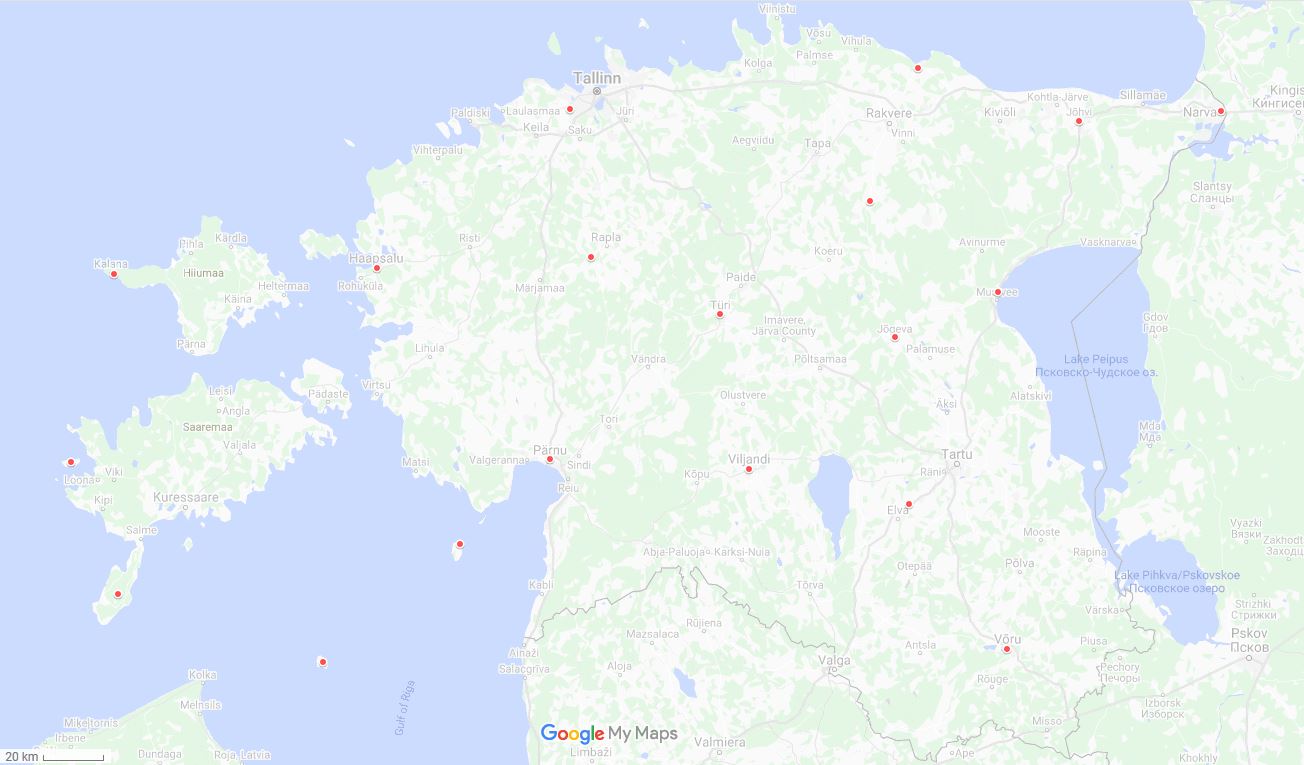 Viinistu
Võsu
Vihula
Palmse
Kolga
Tallinn
Laulasmaa
Jüri
Paldiski
Keila
Saku
Rakvere
Kiviõli
Kohtla-Järve
Jõhvi
Sillamäe
Narva
Kingis
Кингисе
Vinni
Tapa
Aegviidu
Vihterpalu
Slantsy
Сланцы
Pihla
Kärdla
Risti
Rapla
Koeru
Avinurme
Vasknarva
Kalana
Hiiumaa
Haapsalu
Heltermaa
Rohuküla
Käina
Märjamaa
Paide
Türi
Mustvee
Imavere,
Järva County
Jõgeva
Palamuse
Gdov
Гдов
Pärna
Lihula
Vändra
Põltsamaa
Lake Peipus
Псковско-Чудское оз.
Virtsu
Leisi
Pädaste
Olustvere
Äksi
Alatskivi
Angla
Saaremaa
Tori
Valjala
Mda
Мда
Pärnu
Sindi
Valgeranna
Matsi
Viljandi
Tartu
Räni
Viki
Loona
Kõpu
Reiu
Kipi
Kuressaare
Elva
Salme
Mooste
Räpina
Vyazki
Вязки
Zakhodt
Заходц
Abja-Paluoja
Karksi-Nuia
Otepää
Põlva
Kabli
Tõrva
Lake Pihkva/Pskovskoe
Псковское озеро
Värska
Strizhki
Стрижки
Rūjiena
Mazsalaca
Ainaži
Salacgrīva
Aloja
Valga
Antsla
Võru
Piusa
Pskov
Псков
Pechory
Печоры
Rõuge
Kolka
Melnsils
Gulf of Riga
Izborsk
Изборск
Miķeļtornis
Irbene
Misso
Google My Maps
Dundaga
Roja, Latvia
Limbaži
Valmiera
Ape
Khokhly
20 km